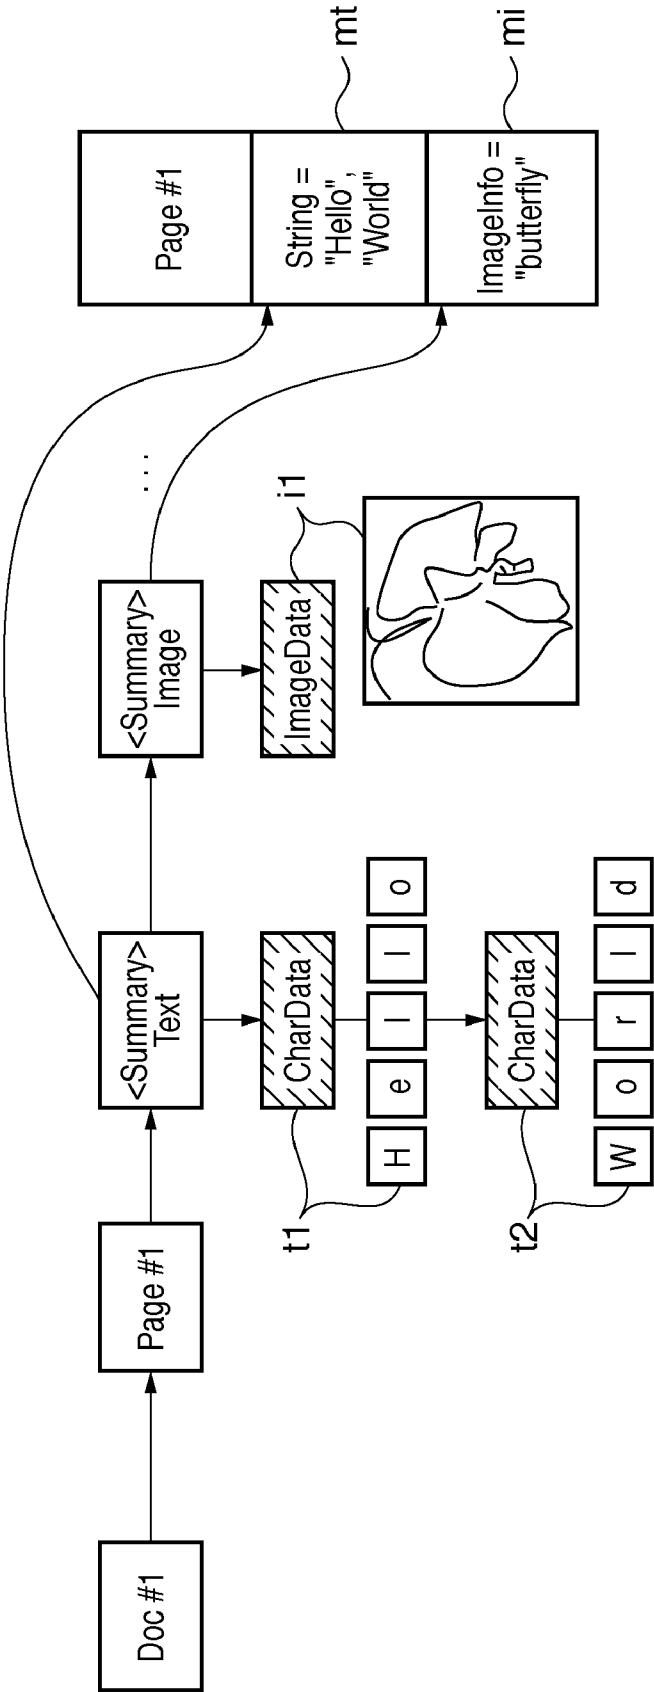 Doc #1
Page #1
<Summary>
Text
<Summary>
Image
. . .
Page #1
String =
"Hello",
"World"
mt
ImageInfo =
"butterfly"
mi
CharData
t1
H e l l o
CharData
t2
W o r l d
ImageData
i1